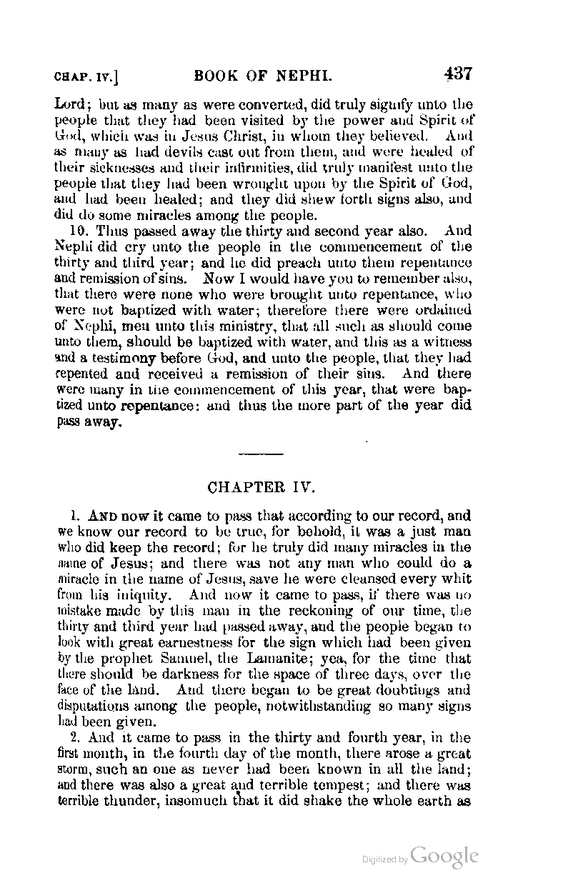 CHAP. IV.] BOOK OF NEPHI. 437
Lord; but as many as were converted, did truly signify unto the
people that they had been visited by the power and Spirit of
God, which was in Jesus Christ, in whom they believed. And
as many as had devils cast out from them, and were healed of
their sicknesses and their infirmities, did truly manifest unto the
people that they had been wrought upon by the Spirit of God,
and had been healed; and they did shew forth signs also, and
did do some miracles among the people.
10. Thus passed away the thirty and second year also. And
Nephi did cry unto the people in the commencement of the
thirty and third year; and he did preach unto them repentance
and remission of sins. Now I would have you to remember also,
that there were none who were brought unto repentance, who
were not baptized with water; therefore there were ordained
of Nephi, men unto this ministry, that all such as should come
unto them, should be baptized with water, and this as a witness
and a testimony before God, and unto the people, that they had
repented and received a remission of their sins. And there
were many in the commencement of this year, that were bap-
tized unto repentance: and thus the more part of the year did
pass away.
CHAPTER IV.
1. AND now it came to pass that according to our record, and
we know our record to be true, for behold, it was a just man
who did keep the record; for he truly did many miracles in the
name of Jesus; and there was not any man who could do a
miracle in the name of Jesus, save he were cleansed every whit
from his iniquity. And now it came to pass, if there was no
mistake made by this man in the reckoning of our time, the
thirty and third year had passed away, and the people began to
look with great earnestness for the sign which had been given
by the prophet Samuel, the Lamanite; yea, for the time that
there should be darkness for the space of three days, over the
face of the land. And there began to be great doubtings and
disputations among the people, notwithstanding so many signs
had been given.
2. And it came to pass in the thirty and fourth year, in the
first month, in the fourth day of the month, there arose a great
storm, such an one as never had been known in all the land;
and there was also a great and terrible tempest; and there was
terrible thunder, insomuch that it did shake the whole earth as
Digitized by Google